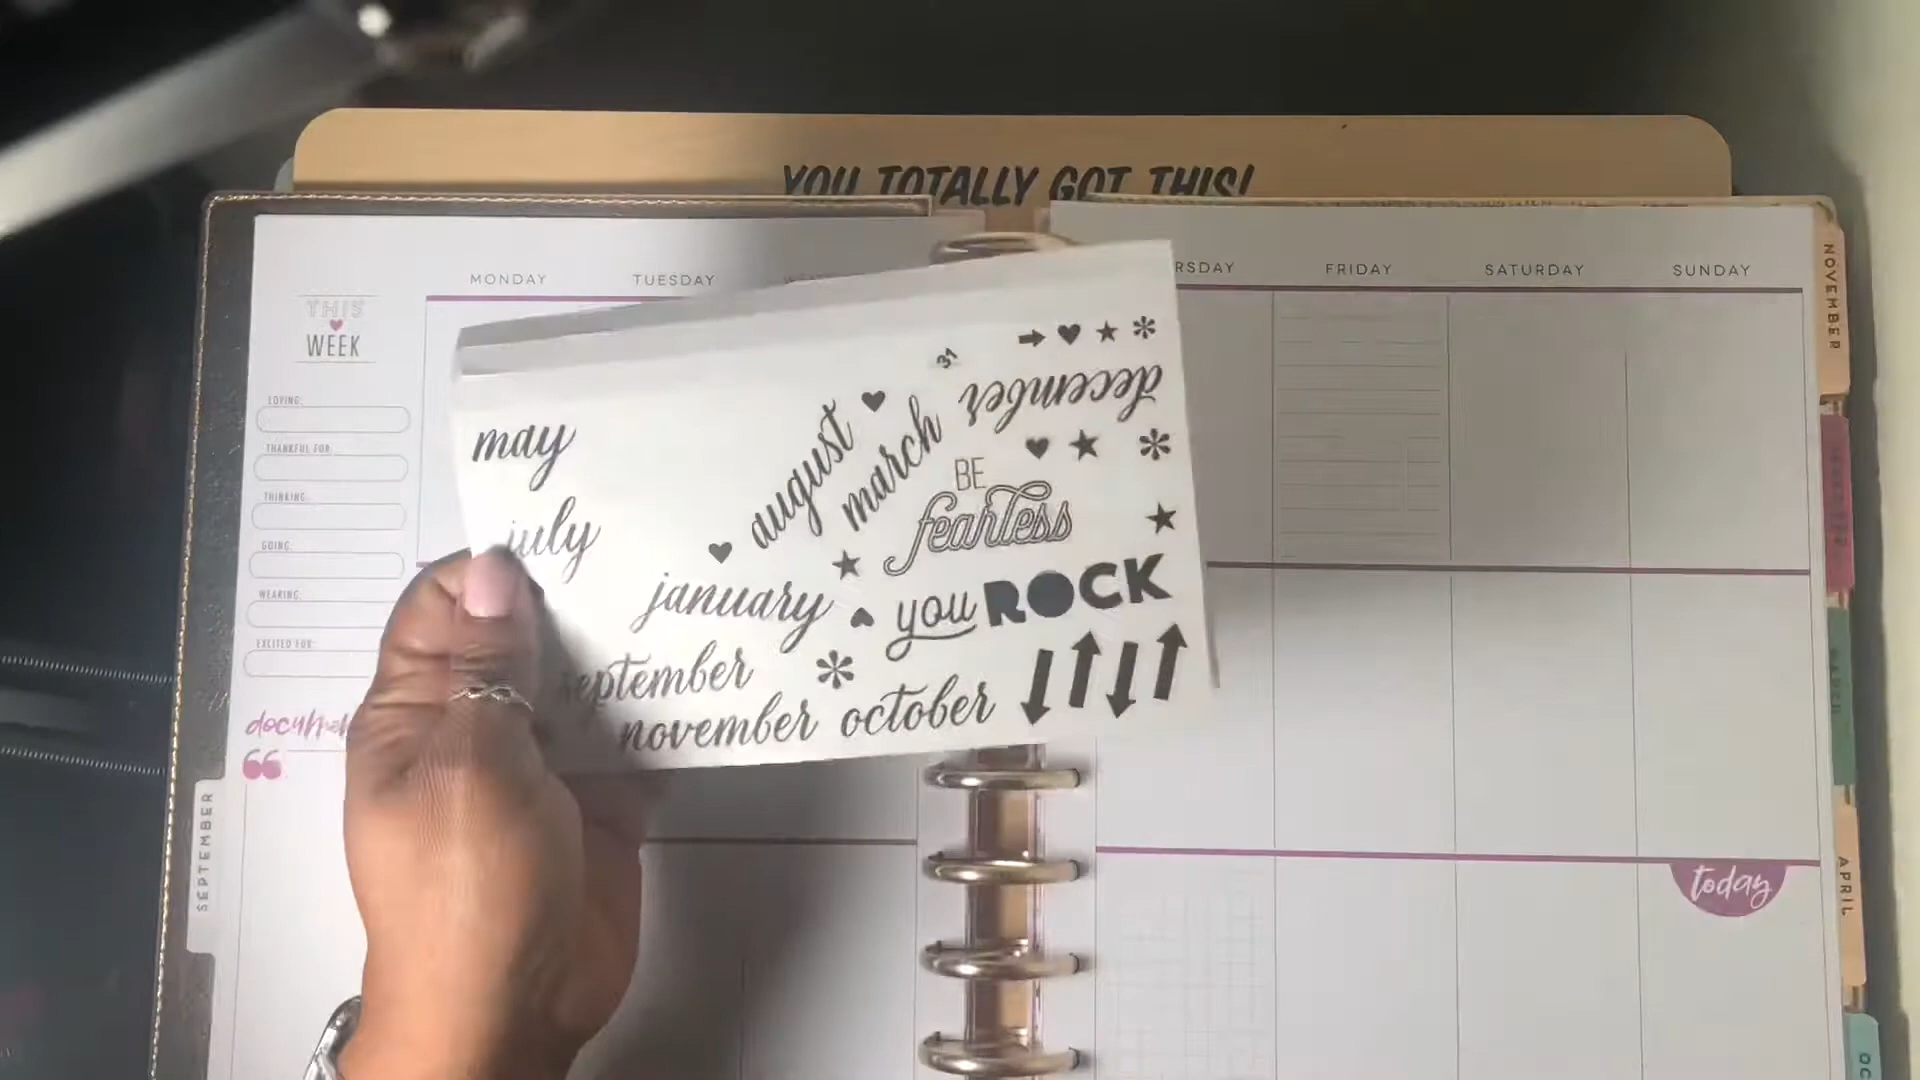 YOU TOTALLY GOT THIS!
MONDAY
TUESDAY
FRIDAY
SATURDAY
SUNDAY
THIS
WEEK
LOVING:
THANKFUL FOR:
THINKING:
GOING:
WEARING:
EXCITED FOR:
may
july
august
march
31
december
BE
fearless
january
you ROCK
september
november
october
today
SEPTEMBER
NOVEMBER
APRIL